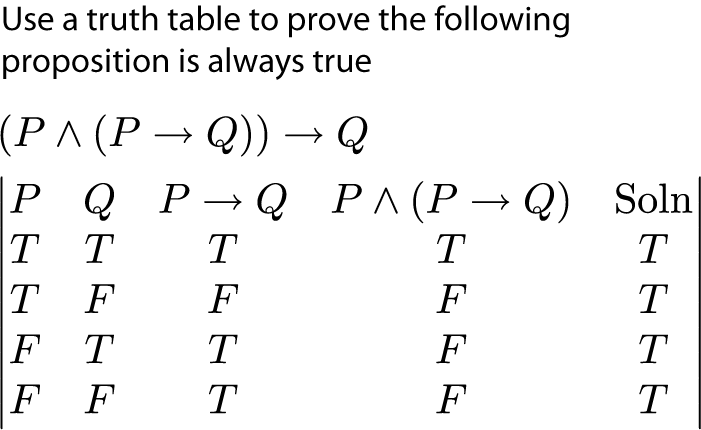 Use a truth table to prove the following
proposition is always true
(P ∧ (P → Q)) → Q
P Q P → Q P ∧ (P → Q) Soln
T T T T T
T F F F T
F T T F T
F F T F T